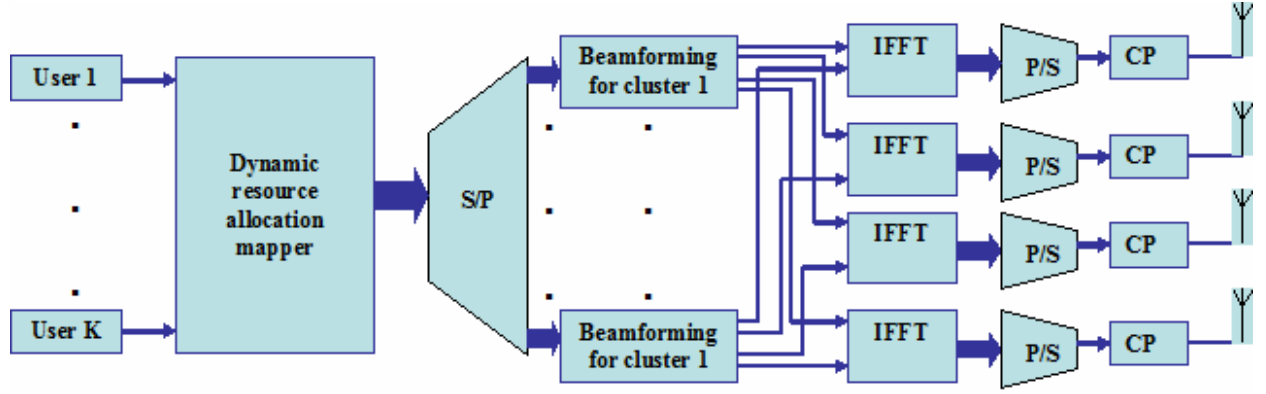 User 1
User K
Dynamic
resource
allocation
mapper
S/P
Beamforming
for cluster 1
Beamforming
for cluster 1
IFFT
P/S
CP
IFFT
P/S
CP
IFFT
P/S
CP
IFFT
P/S
CP